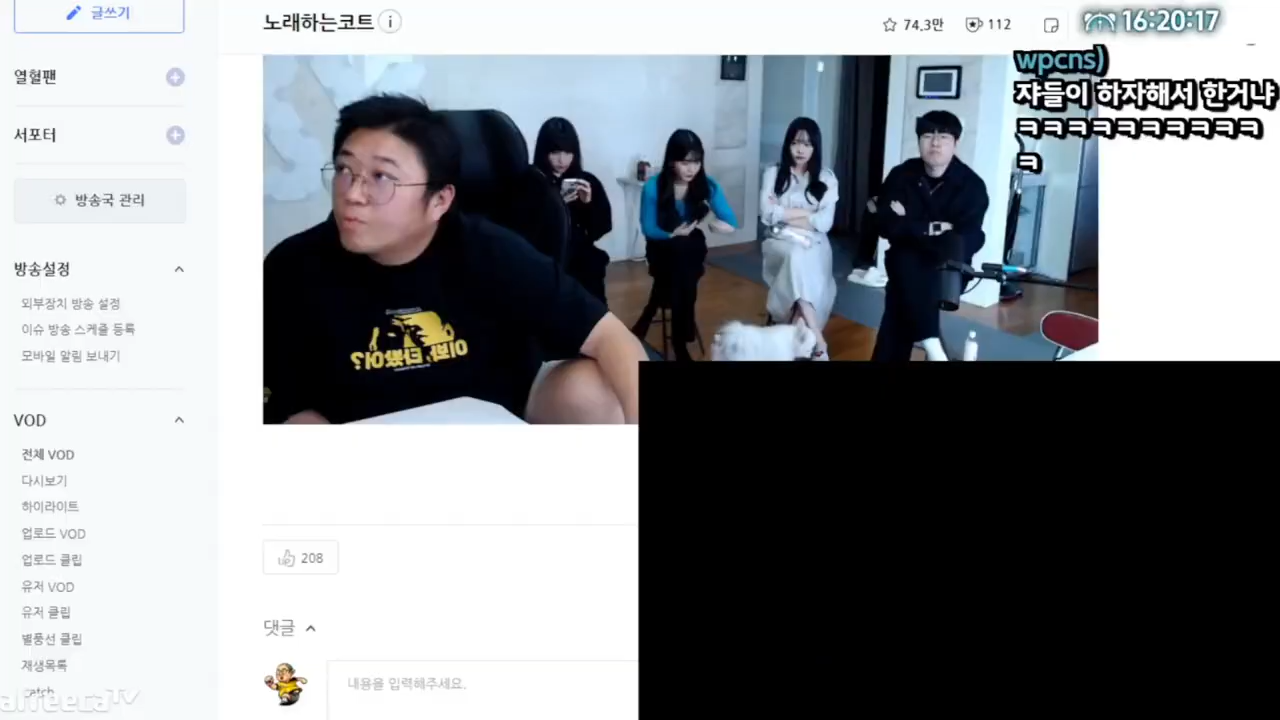 글쓰기
노래하는코트
74.3만
112
16:20:17
wpcns)
쟈들이 하자해서 한거냐
ㅋㅋㅋㅋㅋㅋㅋㅋㅋㅋ
ㅋ
열혈팬
서포터
방송국 관리
방송설정
외부장치 방송 설정
이슈 방송 스케줄 등록
모바일 알림 보내기
VOD
전체 VOD
다시보기
하이라이트
업로드 VOD
업로드 클립
유저 VOD
유저 클립
별풍선 클립
재생목록
catch
208
댓글
내용을 입력해주세요.
afreecaTV